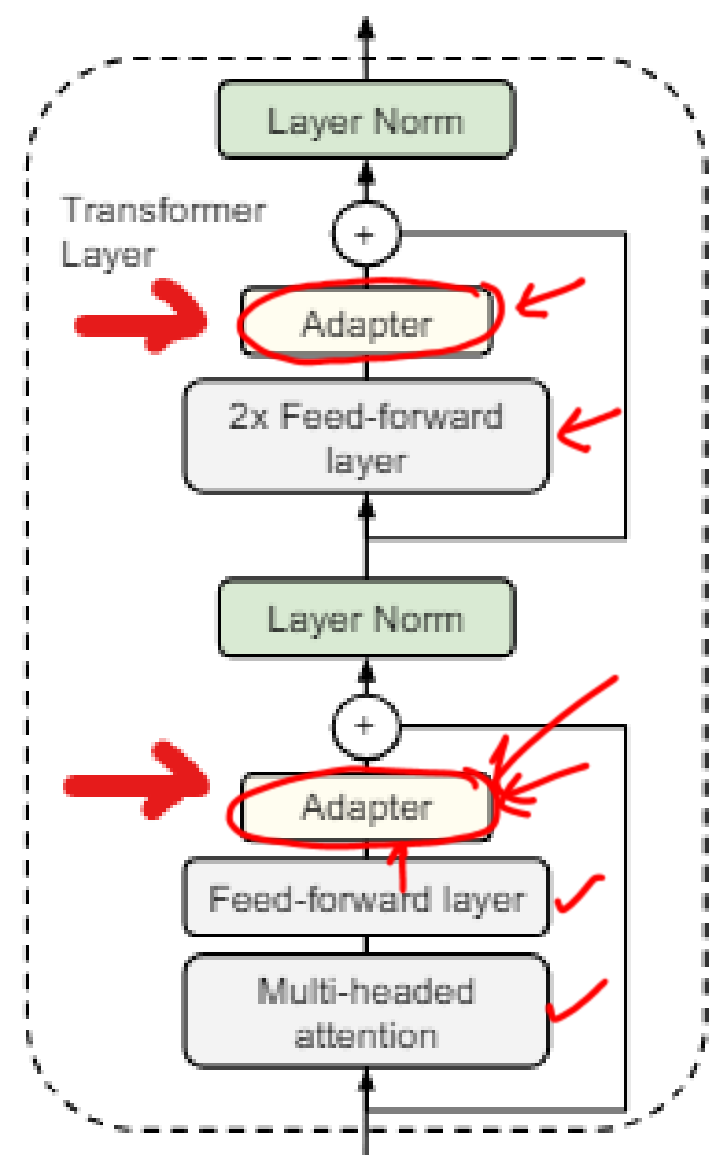 Layer Norm
Transformer
Layer
+
Adapter
2x Feed-forward
layer
Layer Norm
+
Adapter
Feed-forward layer
Multi-headed
attention